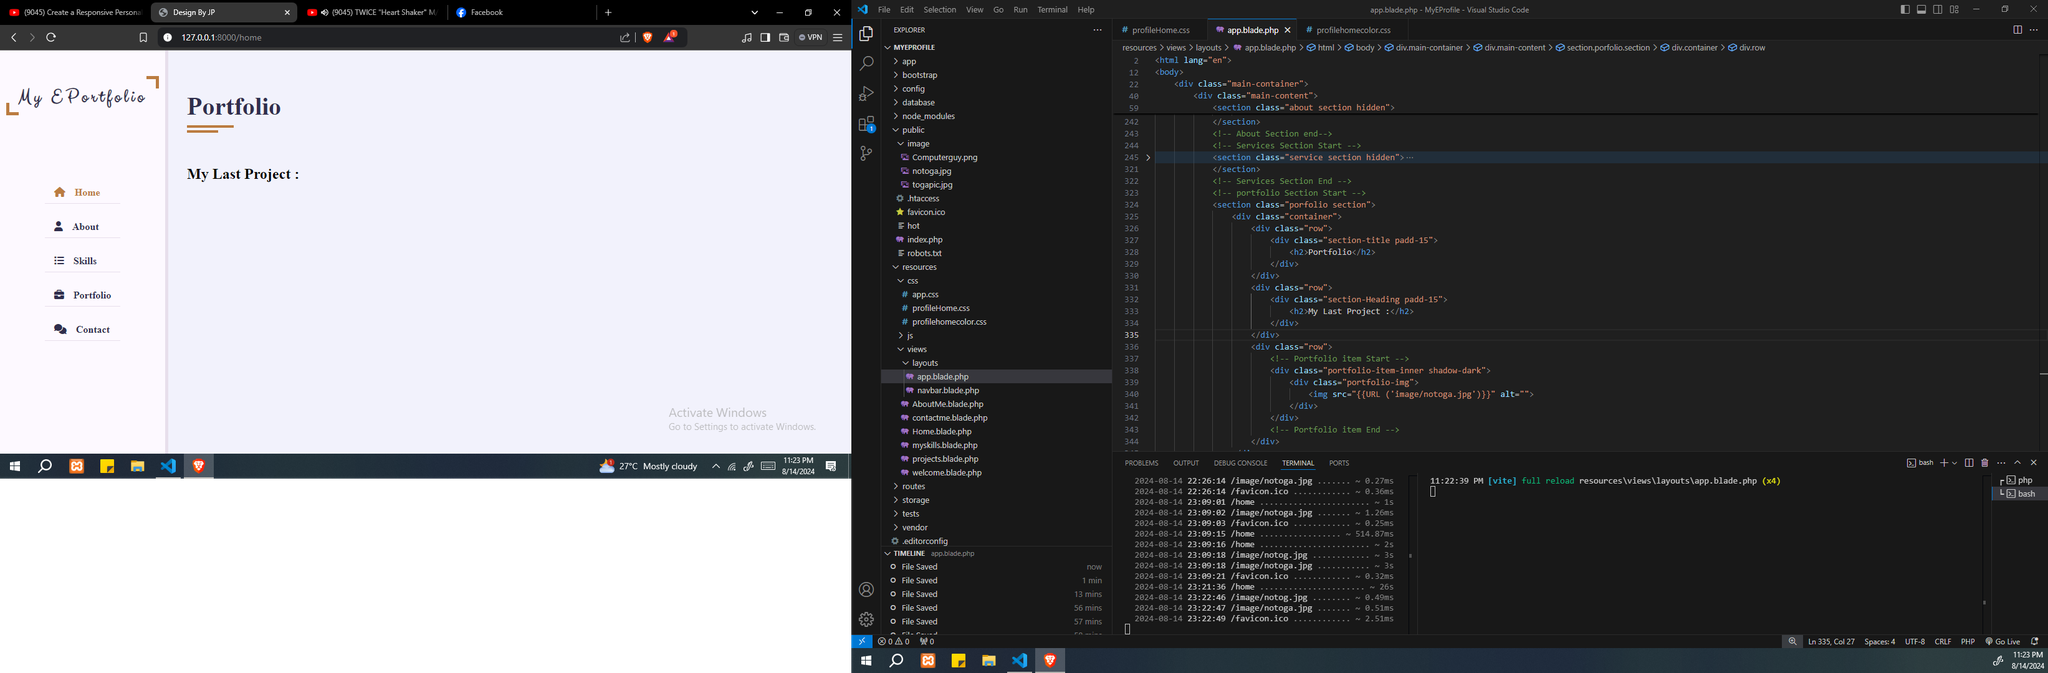 (9045) Create a Responsive Persona
Design By JP
(9045) TWICE "Heart Shaker" M
Facebook
127.0.0.1:8000/home
VPN
My EPortfolio
Home
About
Skills
Portfolio
Contact
Portfolio
My Last Project :
Activate Windows
Go to Settings to activate Windows.
27°C Mostly cloudy
11:23 PM
8/14/2024
File Edit Selection View Go Run Terminal Help
app.blade.php - MyEProfile - Visual Studio Code
EXPLORER
MYEPROFILE
app
bootstrap
config
database
node_modules
public
image
Computerguy.png
notoga.jpg
togapic.jpg
.htaccess
favicon.ico
hot
index.php
robots.txt
resources
css
app.css
profileHome.css
profilehomecolor.css
js
views
layouts
app.blade.php
navbar.blade.php
AboutMe.blade.php
contactme.blade.php
Home.blade.php
myskills.blade.php
projects.blade.php
welcome.blade.php
routes
storage
tests
vendor
.editorconfig
TIMELINE app.blade.php
File Saved now
File Saved 1 min
File Saved 13 mins
File Saved 56 mins
File Saved 57 mins
profileHome.css
app.blade.php
profilehomecolor.css
resources > views > layouts > app.blade.php > html > body > div.main-container > div.main-content > section.porfolio.section > div.container > div.row
2 <html lang="en">
12 <body>
22 <div class="main-container">
40 <div class="main-content">
59 <section class="about section hidden">
242 </section>
243 <!-- About Section end-->
244 <!-- Services Section Start -->
245 <section class="service section hidden">…
321 </section>
322 <!-- Services Section End -->
323 <!-- portfolio Section Start -->
324 <section class="porfolio section">
325 <div class="container">
326 <div class="row">
327 <div class="section-title padd-15">
328 <h2>Portfolio</h2>
329 </div>
330 </div>
331 <div class="row">
332 <div class="section-Heading padd-15">
333 <h2>My Last Project :</h2>
334 </div>
335 </div>
336 <div class="row">
337 <!-- Portfolio item Start -->
338 <div class="portfolio-item-inner shadow-dark">
339 <div class="portfolio-img">
340 <img src="{{URL ('image/notoga.jpg')}}" alt="">
341 </div>
342 </div>
343 <!-- Portfolio item End -->
344 </div>
PROBLEMS OUTPUT DEBUG CONSOLE TERMINAL PORTS
bash
2024-08-14 22:26:14 /image/notoga.jpg ....... ~ 0.27ms
2024-08-14 22:26:14 /favicon.ico ............ ~ 0.36ms
2024-08-14 23:09:01 /home ....................... ~ 1s
2024-08-14 23:09:02 /image/notoga.jpg ....... ~ 1.26ms
2024-08-14 23:09:03 /favicon.ico ............ ~ 0.25ms
2024-08-14 23:09:15 /home ................. ~ 514.87ms
2024-08-14 23:09:16 /home ....................... ~ 2s
2024-08-14 23:09:18 /image/notog.jpg ............ ~ 3s
2024-08-14 23:09:18 /image/notoga.jpg ........... ~ 3s
2024-08-14 23:09:21 /favicon.ico ............ ~ 0.32ms
2024-08-14 23:21:36 /home ...................... ~ 26s
2024-08-14 23:22:46 /image/notog.jpg ........ ~ 0.49ms
2024-08-14 23:22:47 /image/notoga.jpg ....... ~ 0.51ms
2024-08-14 23:22:49 /favicon.ico ............ ~ 2.51ms
11:22:39 PM [vite] full reload resources\views\layouts\app.blade.php (x4)
php
bash
0 0 0
Ln 335, Col 27 Spaces: 4 UTF-8 CRLF PHP Go Live
11:23 PM
8/14/2024